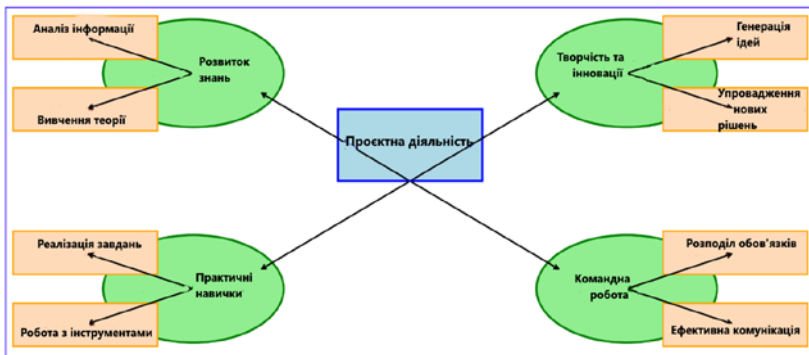 Аналіз інформації
Розвиток
знань
Вивчення теорії
Творчість та
інновації
Генерація
ідей
Упровадження
нових
рішень
Проєктна діяльність
Реалізація завдань
Практичні
навички
Робота з інструментами
Командна
робота
Розподіл обов'язків
Ефективна комунікація